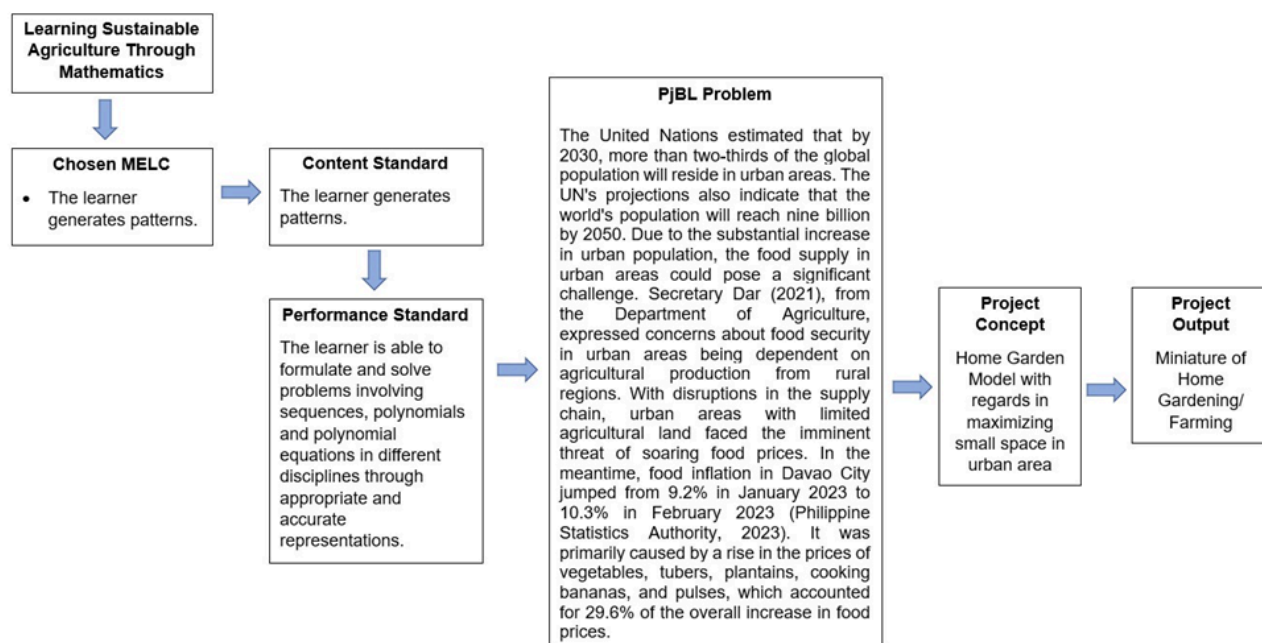 Learning Sustainable
Agriculture Through
Mathematics
Chosen MELC
• The learner
generates patterns.
Content Standard
The learner generates
patterns.
Performance Standard
The learner is able to
formulate and solve
problems involving
sequences, polynomials
and polynomial
equations in different
disciplines through
appropriate and
accurate
representations.
PjBL Problem
The United Nations estimated that by
2030, more than two-thirds of the global
population will reside in urban areas. The
UN's projections also indicate that the
world's population will reach nine billion
by 2050. Due to the substantial increase
in urban population, the food supply in
urban areas could pose a significant
challenge. Secretary Dar (2021), from
the Department of Agriculture,
expressed concerns about food security
in urban areas being dependent on
agricultural production from rural
regions. With disruptions in the supply
chain, urban areas with limited
agricultural land faced the imminent
threat of soaring food prices. In the
meantime, food inflation in Davao City
jumped from 9.2% in January 2023 to
10.3% in February 2023 (Philippine
Statistics Authority, 2023). It was
primarily caused by a rise in the prices of
vegetables, tubers, plantains, cooking
bananas, and pulses, which accounted
for 29.6% of the overall increase in food
prices.
Project
Concept
Home Garden
Model with
regards in
maximizing
small space in
urban area
Project
Output
Miniature of
Home
Gardening/
Farming